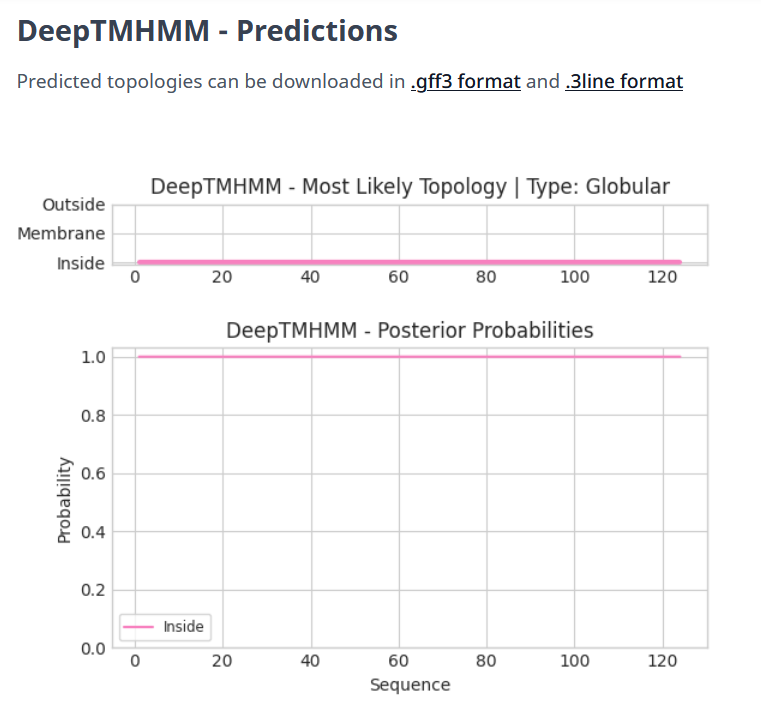 DeepTMHMM - Predictions
Predicted topologies can be downloaded in .gff3 format and .3line format
DeepTMHMM - Most Likely Topology | Type: Globular
Outside
Membrane
Inside
0 20 40 60 80 100 120
DeepTMHMM - Posterior Probabilities
1.0
0.8
0.6
0.4
0.2
0.0
Probability
Inside
0 20 40 60 80 100 120
Sequence